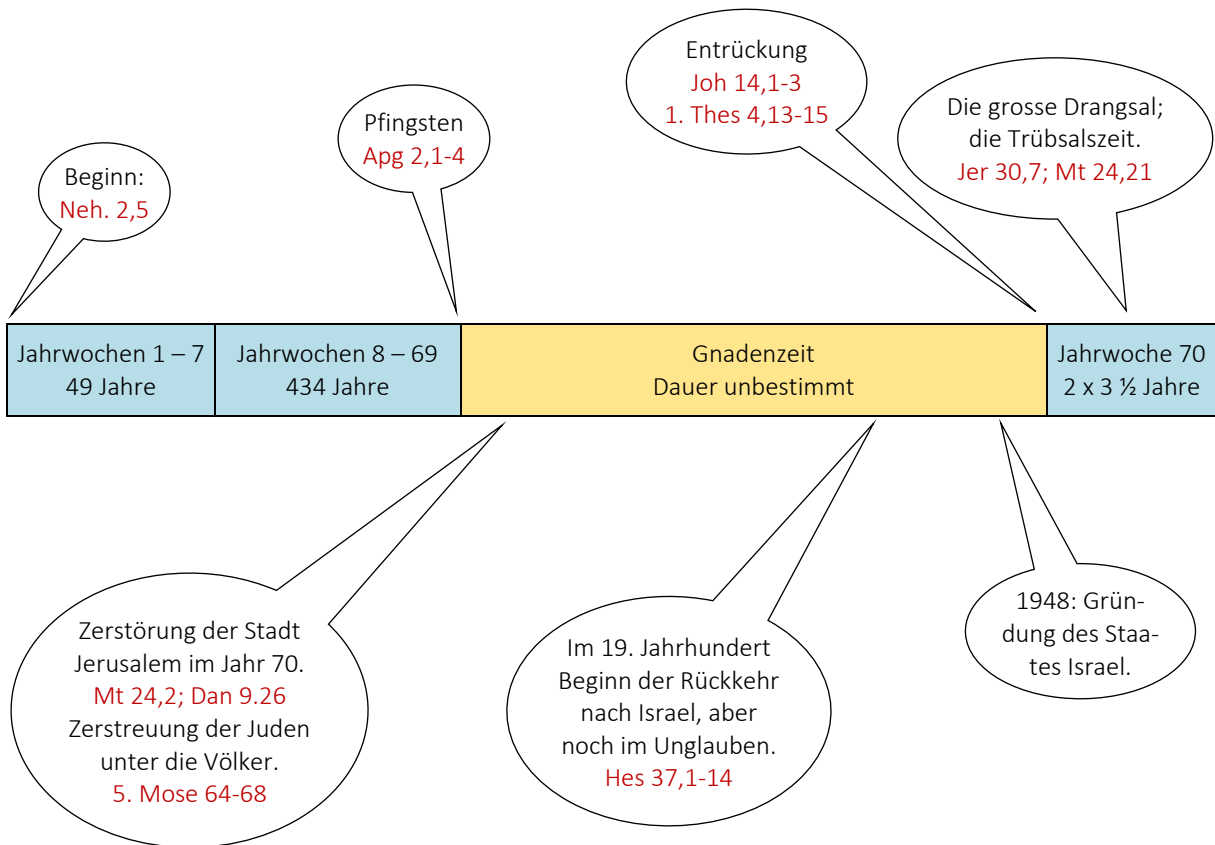 Entrückung
Joh 14,1-3
1. Thes 4,13-15
Die grosse Drangsal;
die Trübsalszeit.
Jer 30,7; Mt 24,21
Pfingsten
Apg 2,1-4
Beginn:
Neh. 2,5
Jahrwochen 1 – 7
49 Jahre
Jahrwochen 8 – 69
434 Jahre
Gnadenzeit
Dauer unbestimmt
Jahrwoche 70
2 x 3 ½ Jahre
Zerstörung der Stadt
Jerusalem im Jahr 70.
Mt 24,2; Dan 9.26
Zerstreuung der Juden
unter die Völker.
5. Mose 64-68
Im 19. Jahrhundert
Beginn der Rückkehr
nach Israel, aber
noch im Unglauben.
Hes 37,1-14
1948: Grün-
dung des Staa-
tes Israel.